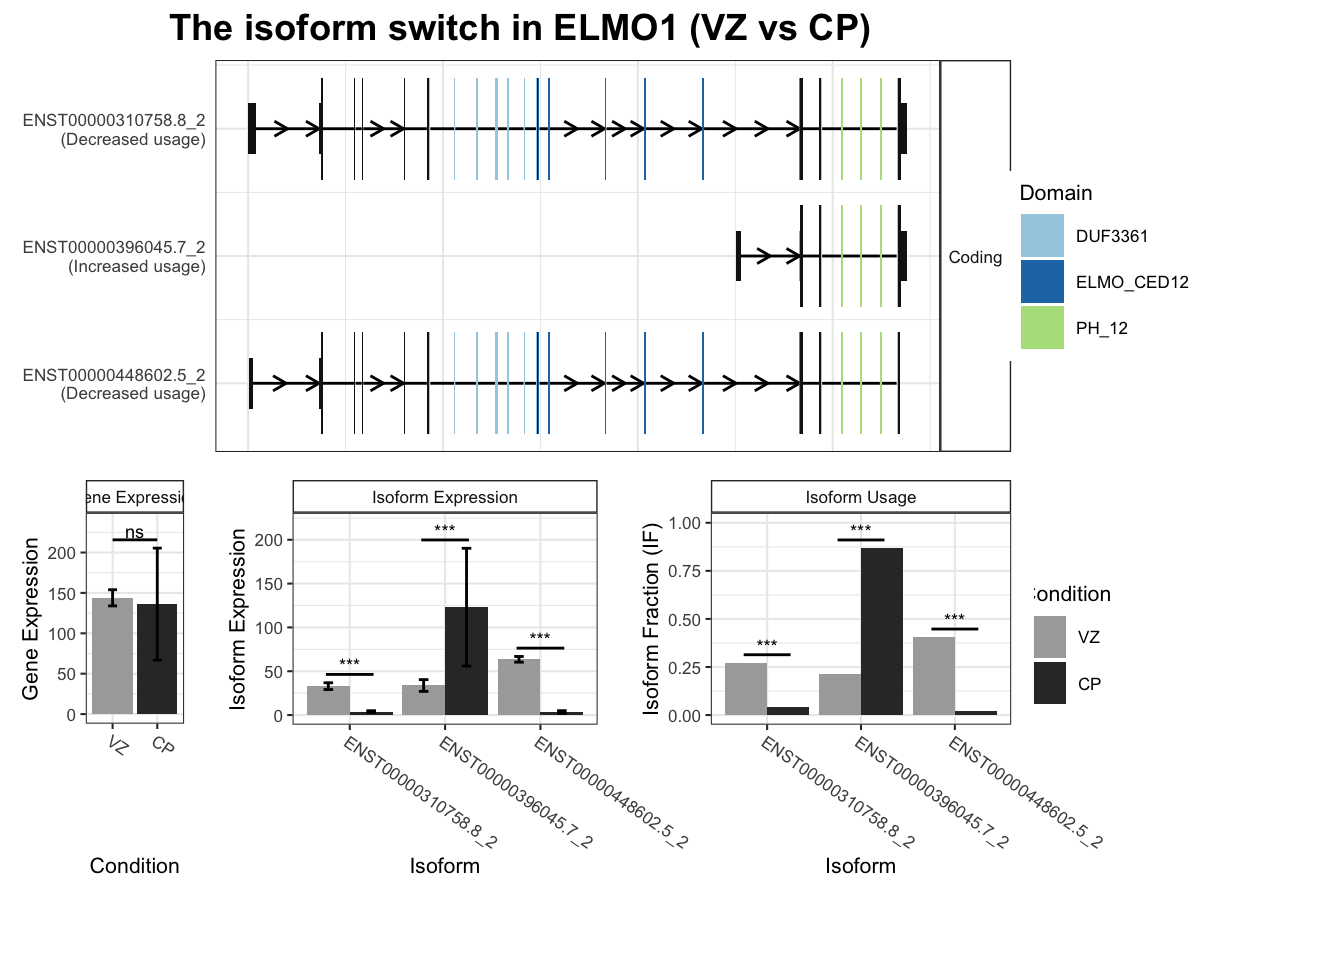 The isoform switch in ELMO1 (VZ vs CP)
ENST00000310758.8_2
(Decreased usage)
ENST00000396045.7_2
(Increased usage)
ENST00000448602.5_2
(Decreased usage)
Coding
Domain
DUF3361
ELMO_CED12
PH_12
ene Expressi
Gene Expression
200
150
100
50
0
ns
VZ
CP
Condition
Isoform Expression
Isoform Expression
200
150
100
50
0
***
***
***
ENST00000310758.8_2
ENST00000396045.7_2
ENST00000448602.5_2
Isoform
Isoform Usage
Isoform Fraction (IF)
1.00
0.75
0.50
0.25
0.00
***
***
***
ENST00000310758.8_2
ENST00000396045.7_2
ENST00000448602.5_2
Isoform
ondition
VZ
CP